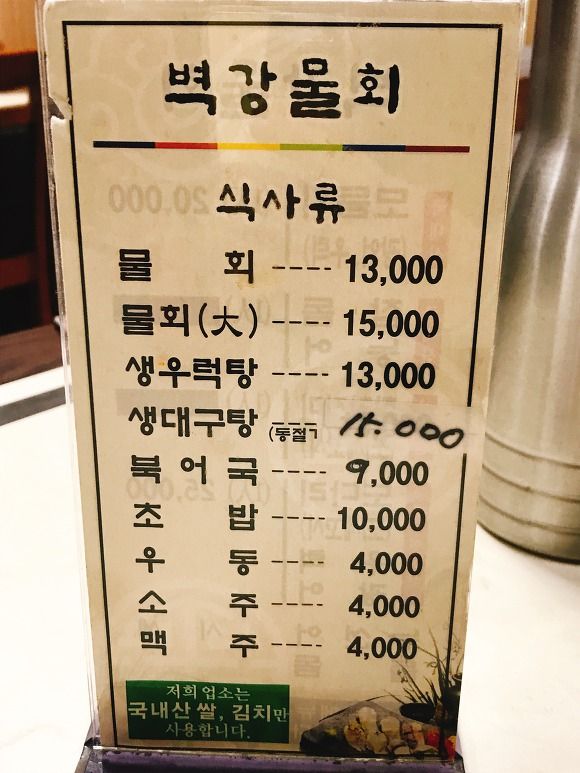 벽강물회
식사류
물 회 ---- 13,000
물회(大) ---- 15,000
생우럭탕 ---- 13,000
생대구탕 (동절기 15.000
북어국 ---- 9,000
초 밥 ---- 10,000
우 동 ---- 4,000
소 주 ---- 4,000
맥 주 ---- 4,000
저희 업소는
국내산 쌀, 김치만
사용합니다.